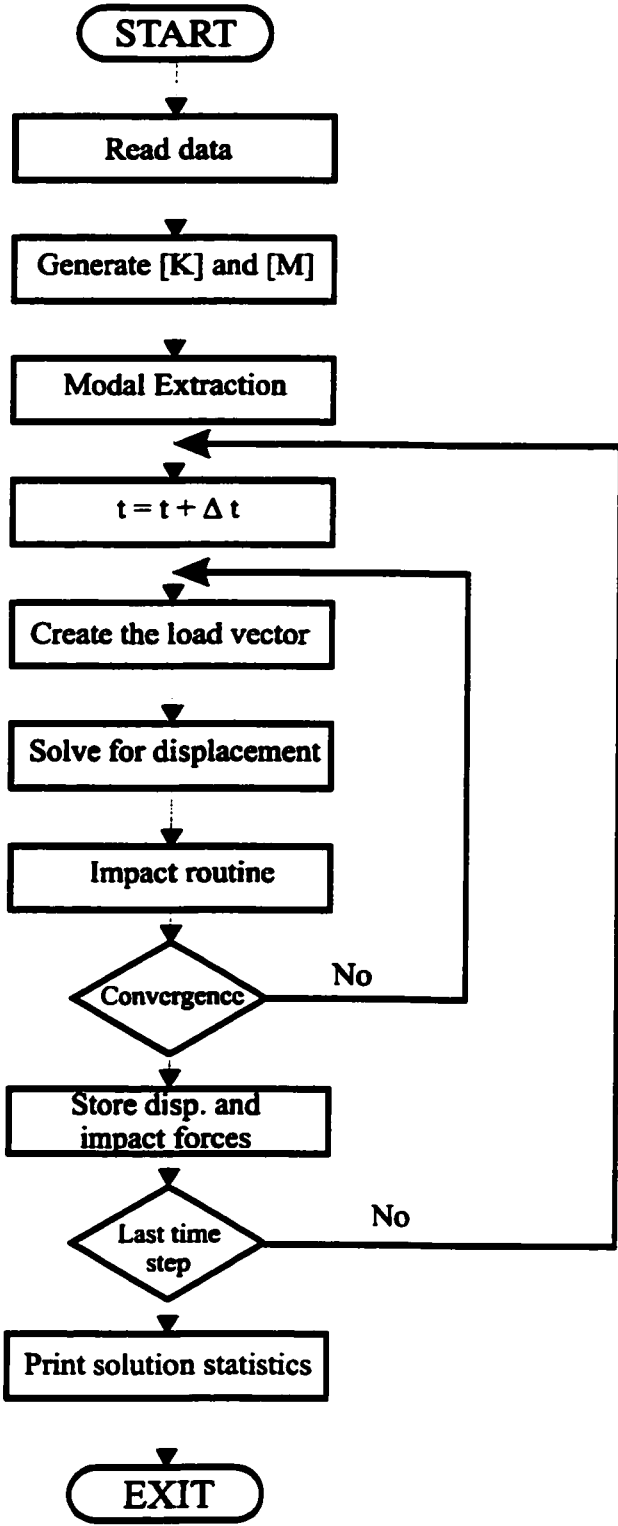 START
Read data
Generate [K] and [M]
Modal Extraction
t = t + Δ t
Create the load vector
Solve for displacement
Impact routine
Convergence
No
Store disp. and
impact forces
No
Last time
step
Print solution statistics
EXIT